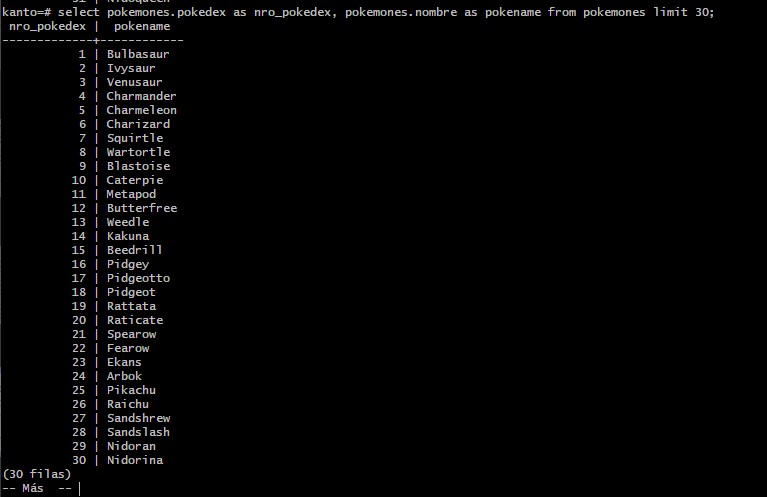 kanto=# select pokemones.pokedex as nro_pokedex, pokemones.nombre as pokename from pokemones limit 30;
 nro_pokedex |  pokename
-------------+------------
           1 | Bulbasaur
           2 | Ivysaur
           3 | Venusaur
           4 | Charmander
           5 | Charmeleon
           6 | Charizard
           7 | Squirtle
           8 | Wartortle
           9 | Blastoise
          10 | Caterpie
          11 | Metapod
          12 | Butterfree
          13 | Weedle
          14 | Kakuna
          15 | Beedrill
          16 | Pidgey
          17 | Pidgeotto
          18 | Pidgeot
          19 | Rattata
          20 | Raticate
          21 | Spearow
          22 | Fearow
          23 | Ekans
          24 | Arbok
          25 | Pikachu
          26 | Raichu
          27 | Sandshrew
          28 | Sandslash
          29 | Nidoran
          30 | Nidorina
(30 filas)
-- Más  --